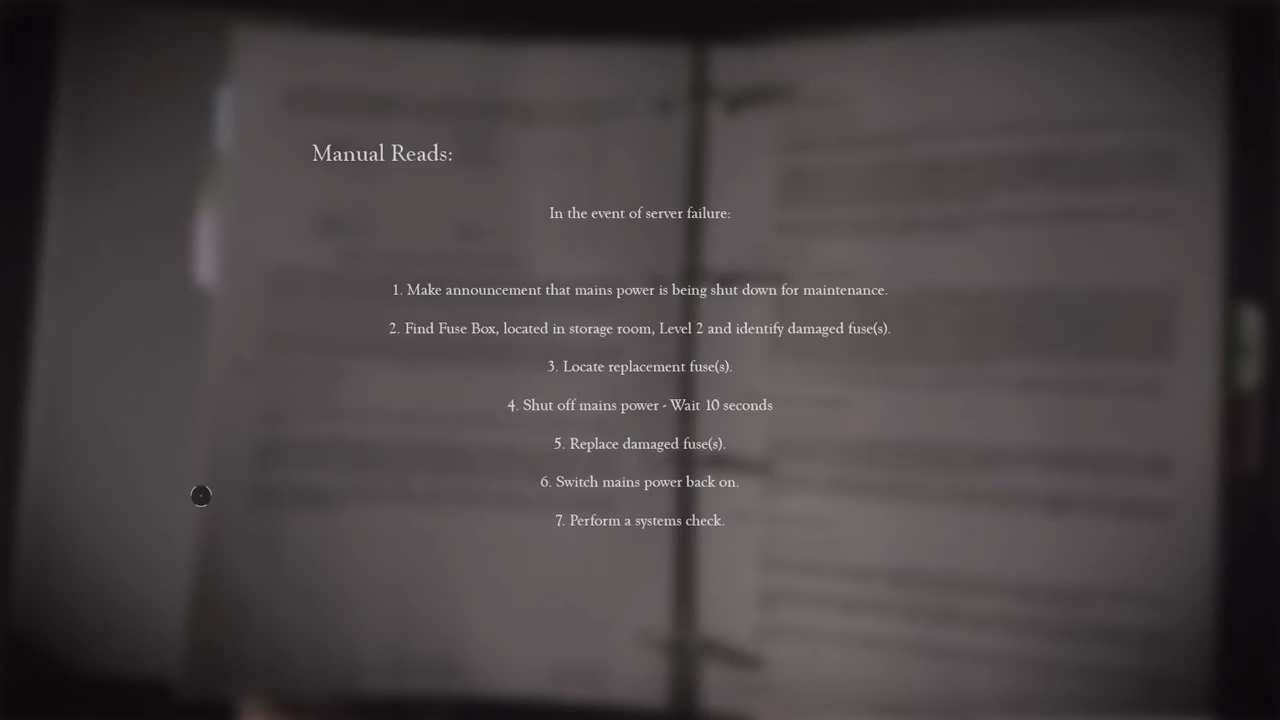 Manual Reads:
In the event of server failure:
1. Make announcement that mains power is being shut down for maintenance.
2. Find Fuse Box, located in storage room, Level 2 and identify damaged fuse(s).
3. Locate replacement fuse(s).
4. Shut off mains power - Wait 10 seconds
5. Replace damaged fuse(s).
6. Switch mains power back on.
7. Perform a systems check.